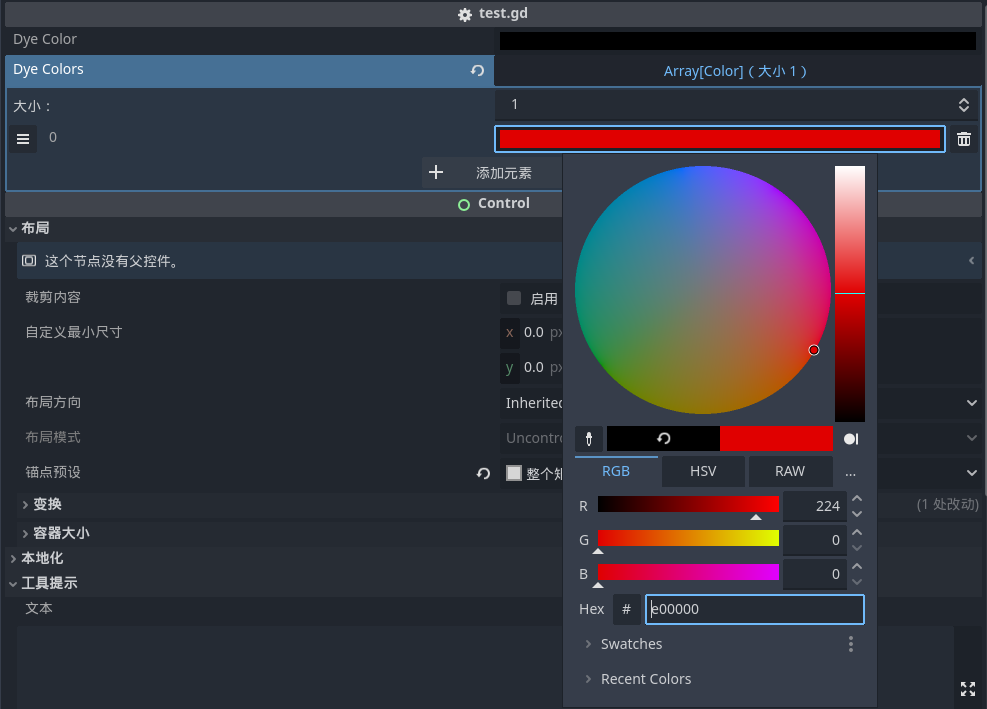 test.gd
Dye Color
Dye Colors
Array[Color]（大小 1）
大小：
1
0
添加元素
Control
布局
这个节点没有父控件。
裁剪内容
启用
自定义最小尺寸
x 0.0 px
y 0.0 px
布局方向
Inherited
布局模式
锚点预设
整个矩
变换
(1 处改动)
容器大小
本地化
工具提示
文本
RGB HSV RAW ...
R 224
G 0
B 0
Hex # e00000
Swatches
Recent Colors